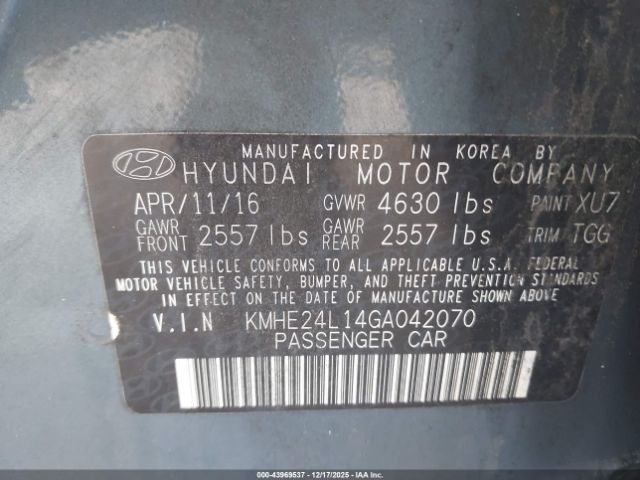 MANUFACTURED IN KOREA BY
HYUNDAI MOTOR COMPANY
APR/11/16 GVWR 4630 lbs PAINT XU7
GAWR FRONT 2557 lbs GAWR REAR 2557 lbs TRIM TGG
THIS VEHICLE CONFORMS TO ALL APPLICABLE U.S.A. FEDERAL
MOTOR VEHICLE SAFETY, BUMPER, AND THEFT PREVENTION STANDARDS
IN EFFECT ON THE DATE OF MANUFACTURE SHOWN ABOVE.
V.I.N KMHE24L14GA042070
PASSENGER CAR
000-43969537 - 12/17/2025 - IAAI.COM